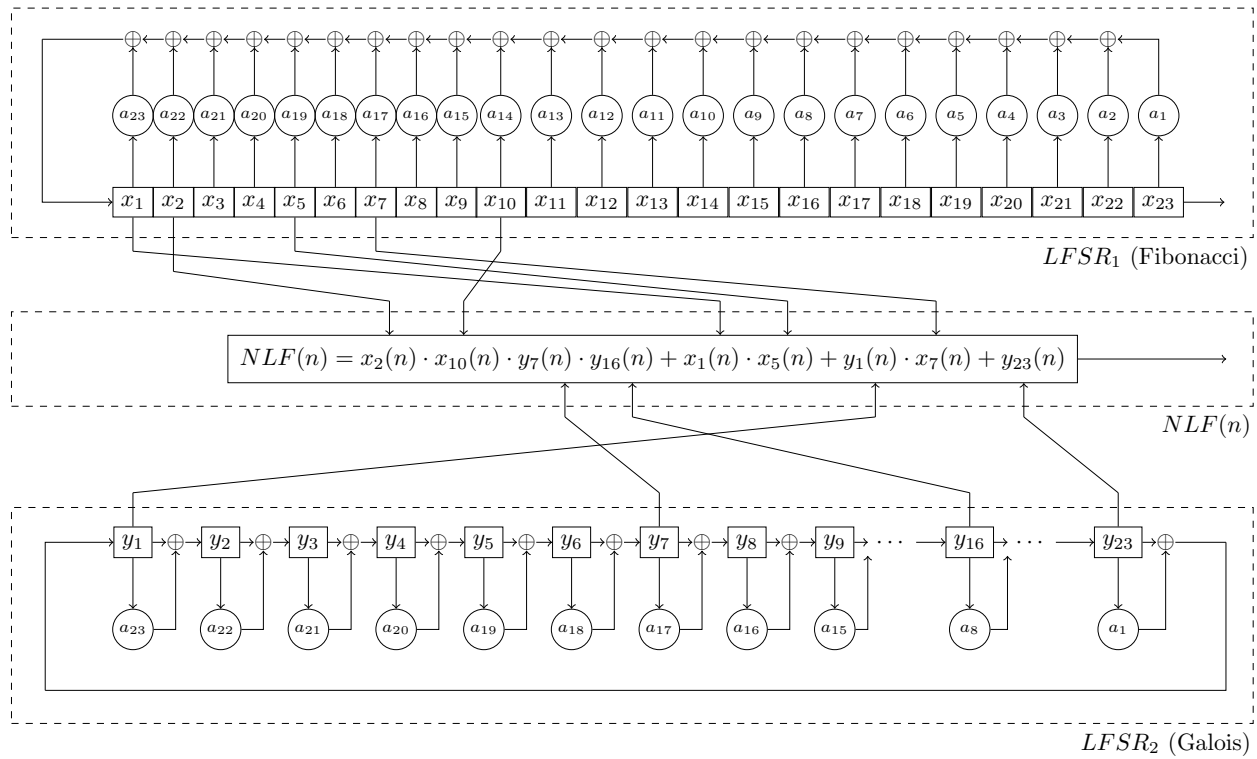 a₂₃ a₂₂ a₂₁ a₂₀ a₁₉ a₁₈ a₁₇ a₁₆ a₁₅ a₁₄ a₁₃ a₁₂ a₁₁ a₁₀ a₉ a₈ a₇ a₆ a₅ a₄ a₃ a₂ a₁
x₁ x₂ x₃ x₄ x₅ x₆ x₇ x₈ x₉ x₁₀ x₁₁ x₁₂ x₁₃ x₁₄ x₁₅ x₁₆ x₁₇ x₁₈ x₁₉ x₂₀ x₂₁ x₂₂ x₂₃
LFSR₁ (Fibonacci)
NLF(n) = x₂(n) · x₁₀(n) · y₇(n) · y₁₆(n) + x₁(n) · x₅(n) + y₁(n) · x₇(n) + y₂₃(n)
NLF(n)
y₁ y₂ y₃ y₄ y₅ y₆ y₇ y₈ y₉ ··· y₁₆ ··· y₂₃
a₂₃ a₂₂ a₂₁ a₂₀ a₁₉ a₁₈ a₁₇ a₁₆ a₁₅ a₈ a₁
LFSR₂ (Galois)